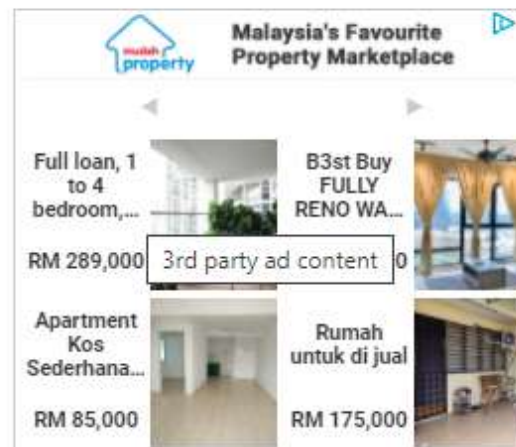 mudah
property
Malaysia's Favourite
Property Marketplace
Full loan, 1
to 4
bedroom,...
RM 289,000
B3st Buy
FULLY
RENO WA...
0
3rd party ad content
Apartment
Kos
Sederhana...
RM 85,000
Rumah
untuk di jual
RM 175,000